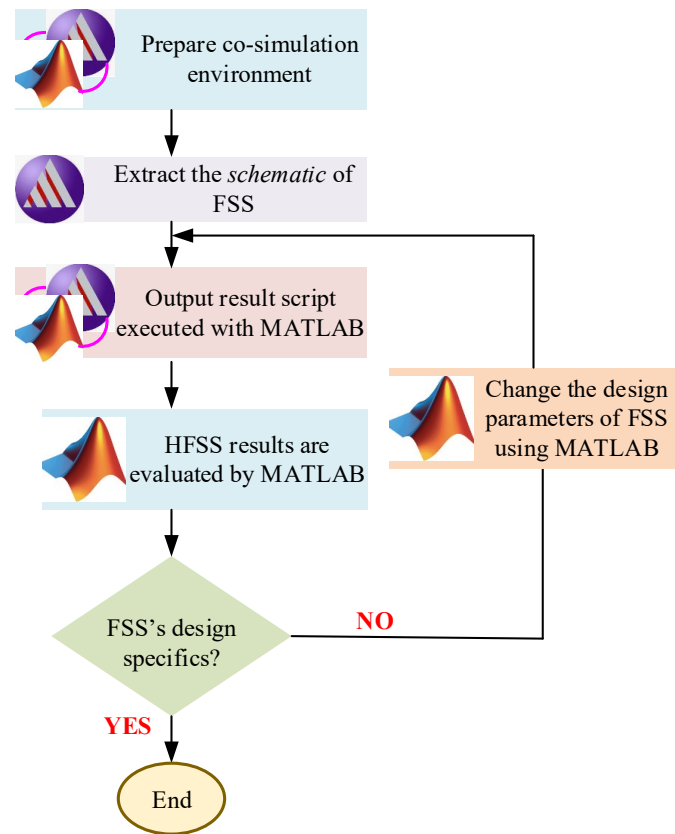 Prepare co-simulation
environment
Extract the schematic of
FSS
Output result script
executed with MATLAB
Change the design
parameters of FSS
using MATLAB
HFSS results are
evaluated by MATLAB
FSS's design
specifics?
NO
YES
End